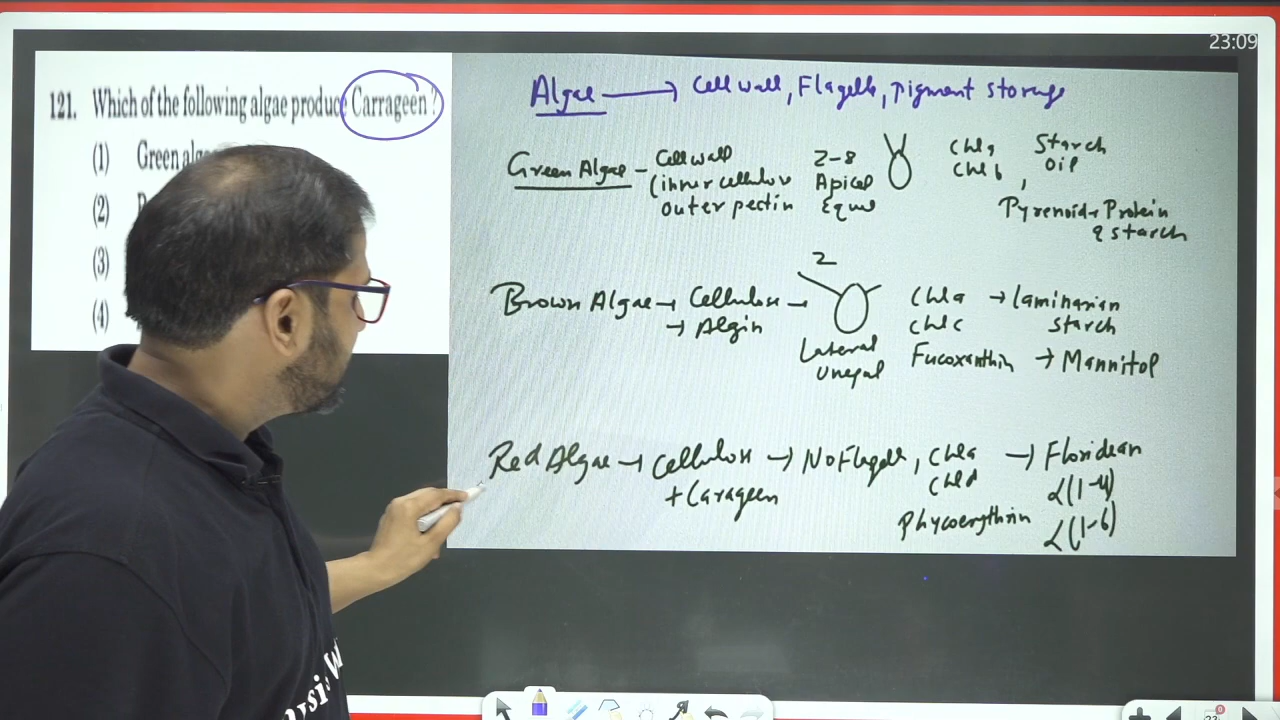 23:09
121. Which of the following algae produce Carrageen ?
(1) Green algae
(2)
(3)
(4)
Algae → Cell wall, Flagella, pigment storage
Green Algae - Cell wall
(inner cellulose
outer pectin
2-8
Apical
Equal
Chl a
Chl b,
Starch
oil
Pyrenoid → Protein
& starch
Brown Algae → Cellulose →
→ Algin
2
Lateral
unequal
Chl a
Chl c
Fucoxanthin
→ laminarian
starch
→ Mannitol
Red Algae → Cellulose → No Flagella, Chl a → Floridean
+ Carageen
Chl d
Phycoerythrin
α(1-4)
α(1-6)